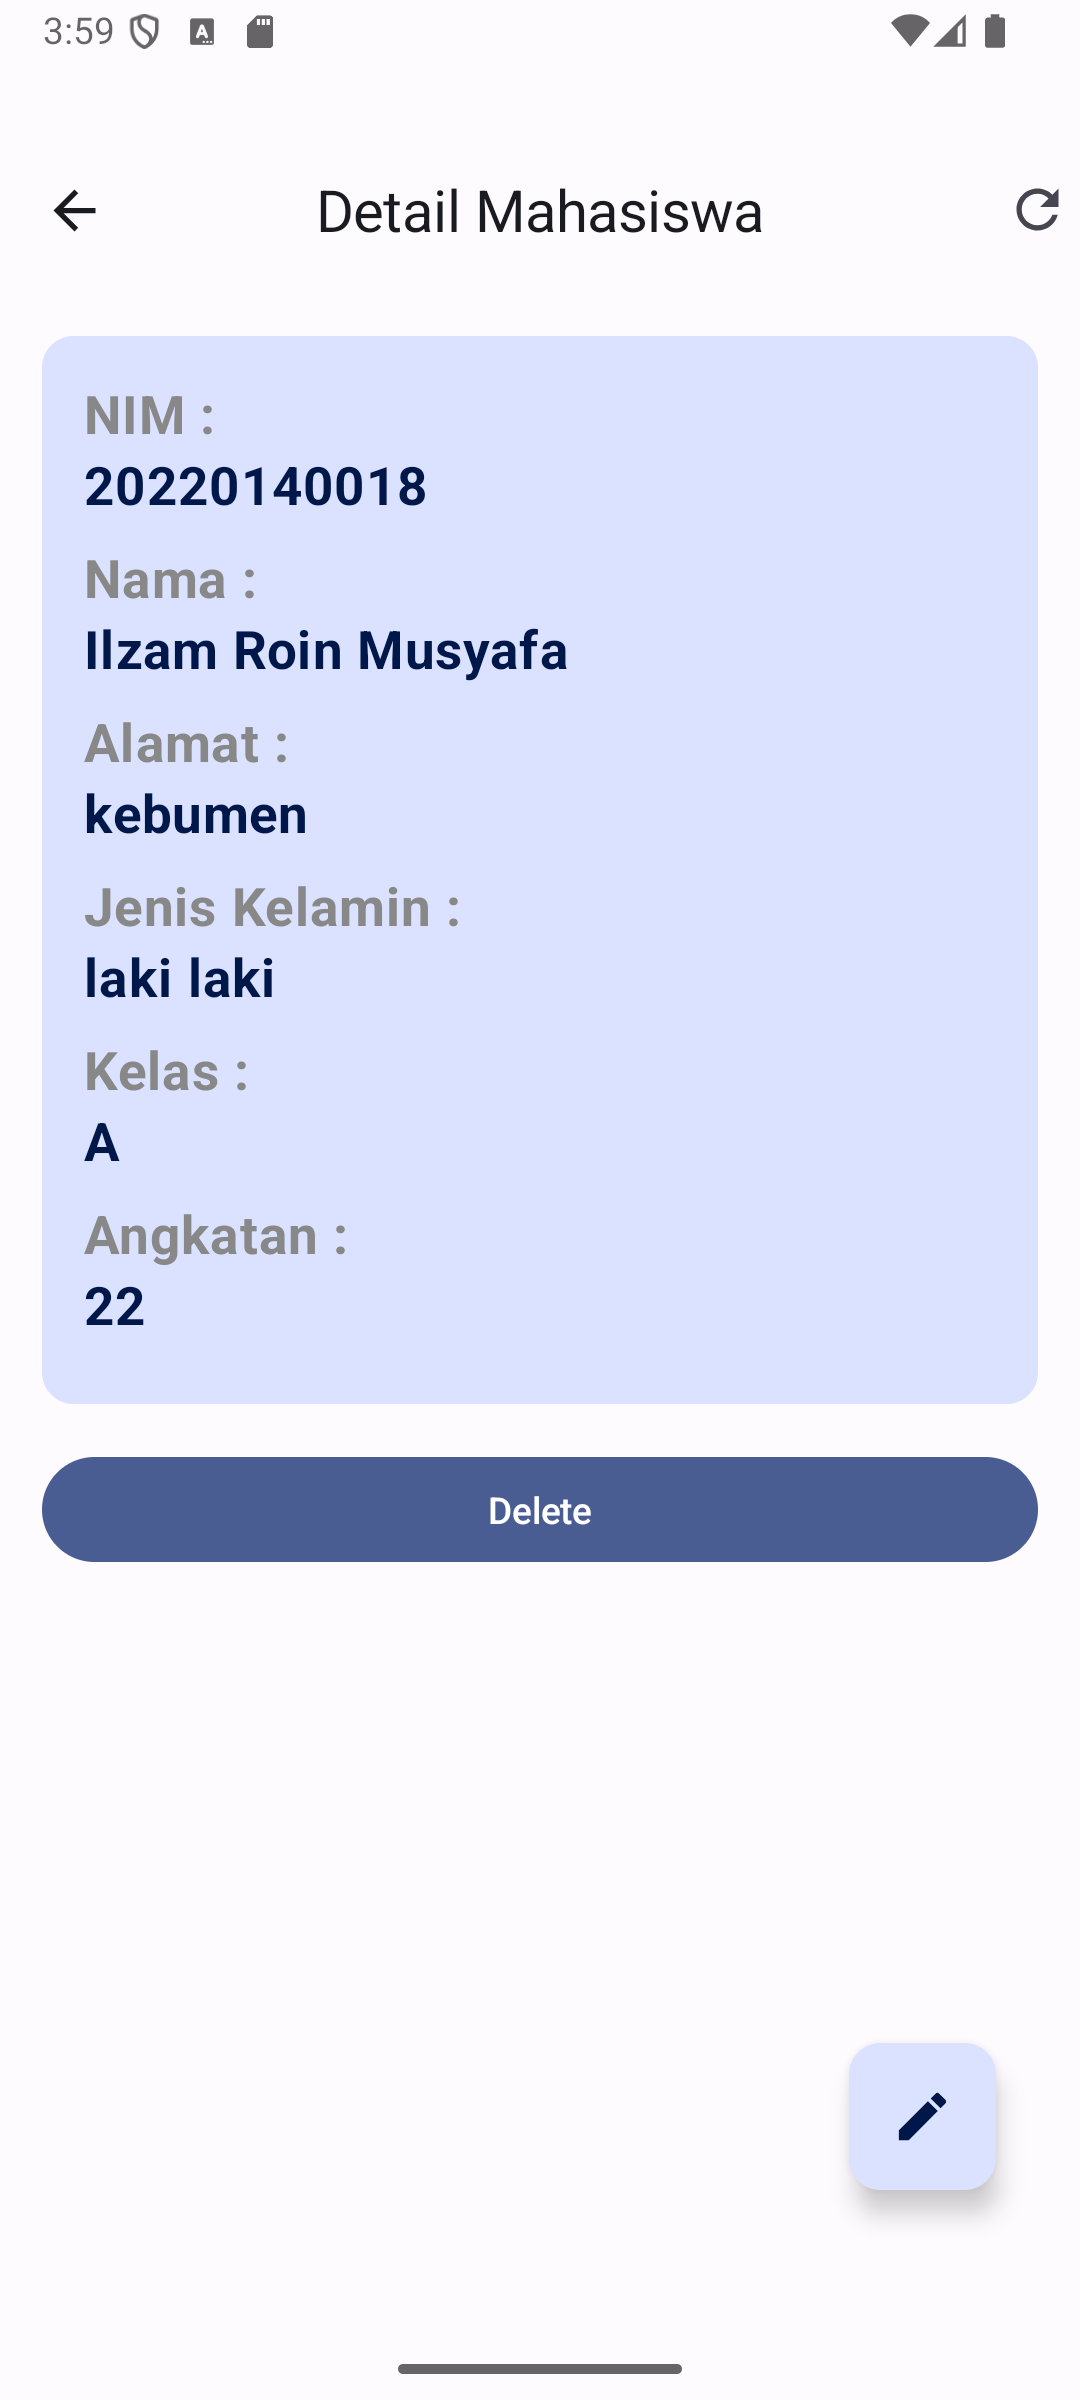 3:59
Detail Mahasiswa
NIM :
20220140018
Nama :
Ilzam Roin Musyafa
Alamat :
kebumen
Jenis Kelamin :
laki laki
Kelas :
A
Angkatan :
22
Delete